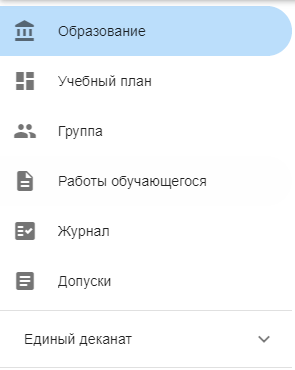 Образование
Учебный план
Группа
Работы обучающегося
Журнал
Допуски
Единый деканат